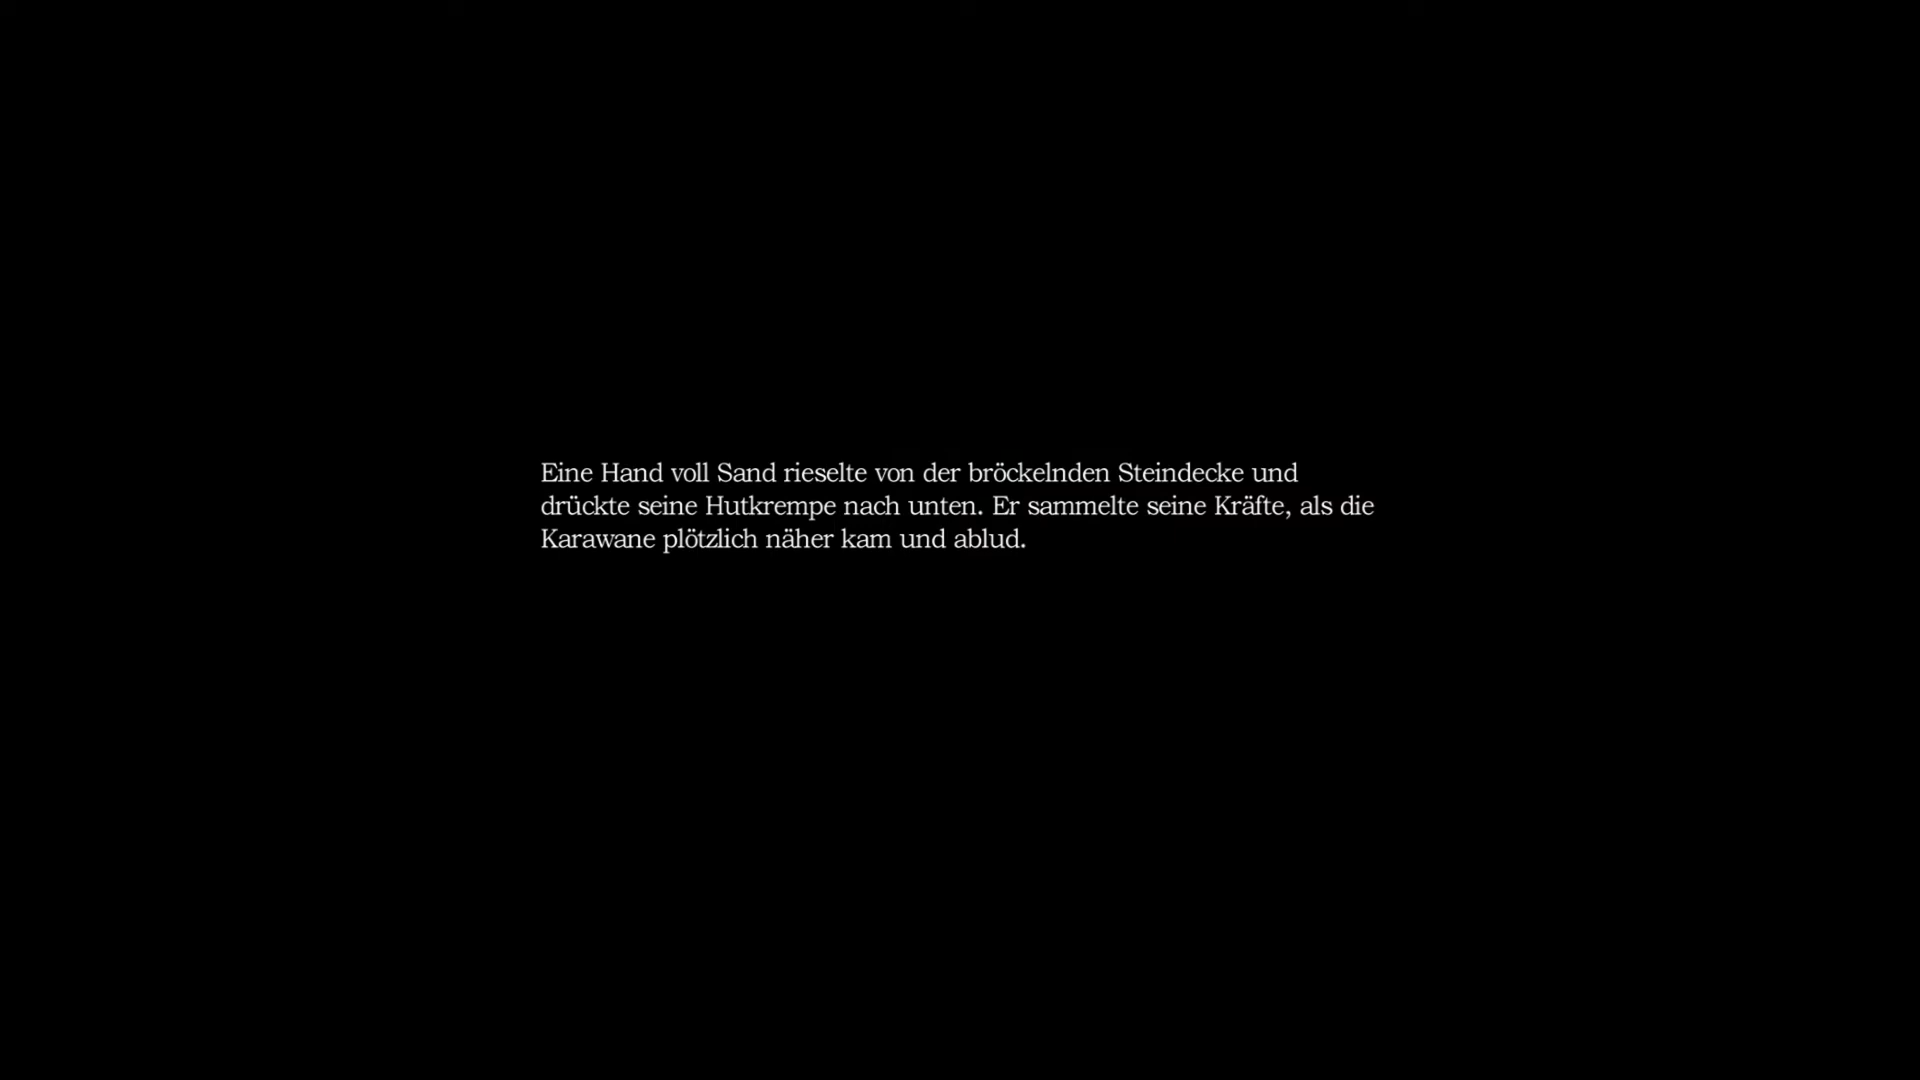 Eine Hand voll Sand rieselte von der bröckelnden Steindecke und
drückte seine Hutkrempe nach unten. Er sammelte seine Kräfte, als die
Karawane plötzlich näher kam und ablud.